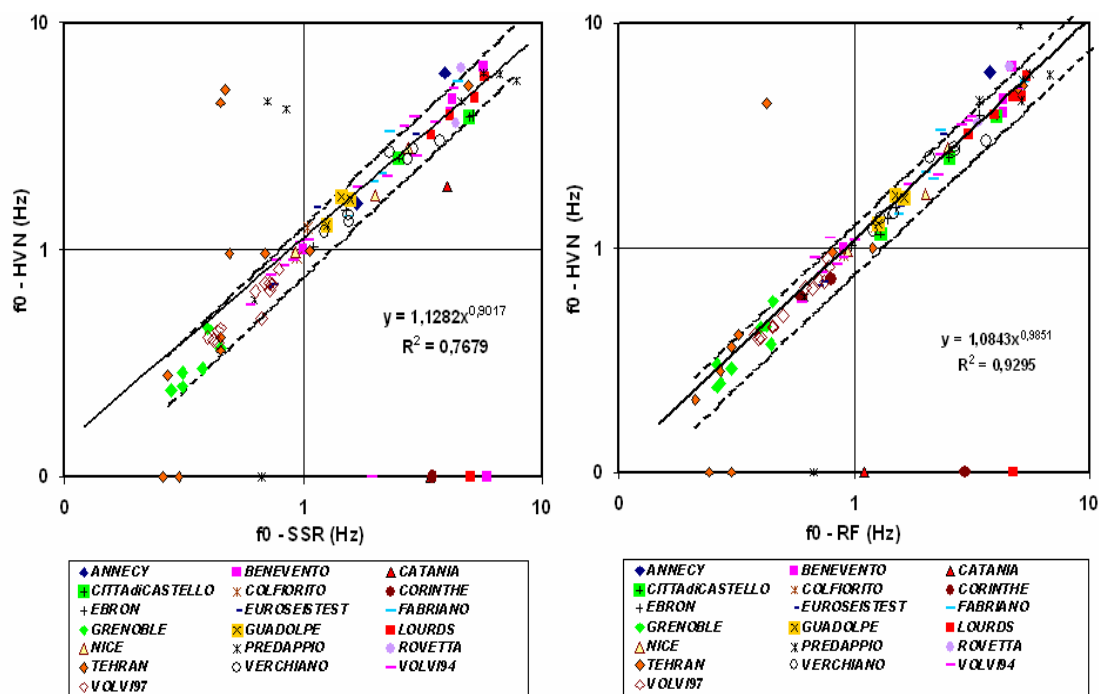 10
1
0
f0 - HVN (Hz)
y = 1,1282x^0,9017
R² = 0,7679
0
1
10
f0 - SSR (Hz)
ANNECY
BENEVENTO
CATANIA
CITTAdiCASTELLO
COLFIORITO
CORINTHE
EBRON
EUROSEISTEST
FABRIANO
GRENOBLE
GUADOLPE
LOURDS
NICE
PREDAPPIO
ROVETTA
TEHRAN
VERCHIANO
VOLVI94
VOLVI97
10
1
0
f0 - HVN (Hz)
y = 1,0843x^0,9851
R² = 0,9295
0
1
10
f0 - RF (Hz)
ANNECY
BENEVENTO
CATANIA
CITTAdiCASTELLO
COLFIORITO
CORINTHE
EBRON
EUROSEISTEST
FABRIANO
GRENOBLE
GUADOLPE
LOURDS
NICE
PREDAPPIO
ROVETTA
TEHRAN
VERCHIANO
VOLVI94
VOLVI97